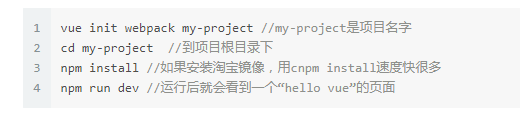 1 vue init webpack my-project //my-project是项目名字
2 cd my-project  //到项目根目录下
3 npm install //如果安装淘宝镜像，用cnpm install速度快很多
4 npm run dev //运行后就会看到一个“hello vue”的页面